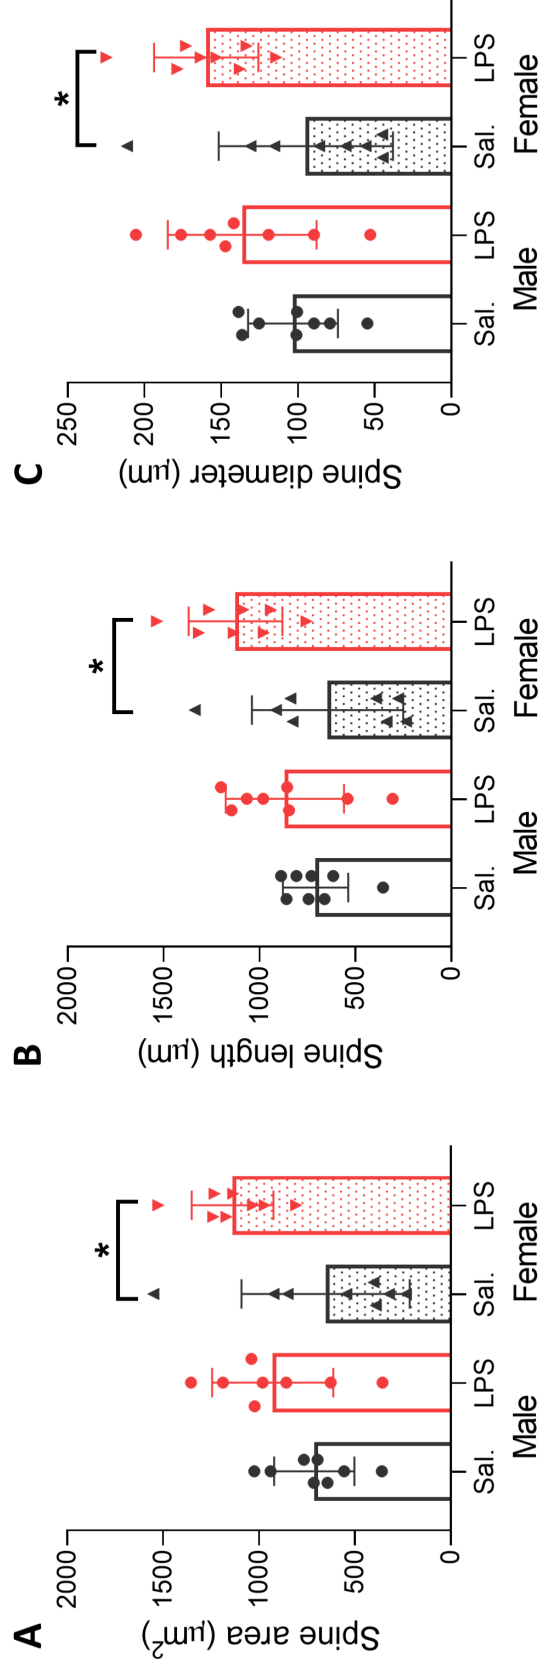 A
Spine area (μm²)
2000
1500
1000
500
0
*
Sal. LPS Sal. LPS
Male Female
B
Spine length (μm)
2000
1500
1000
500
0
*
Sal. LPS Sal. LPS
Male Female
C
Spine diameter (μm)
250
200
150
100
50
0
*
Sal. LPS Sal. LPS
Male Female